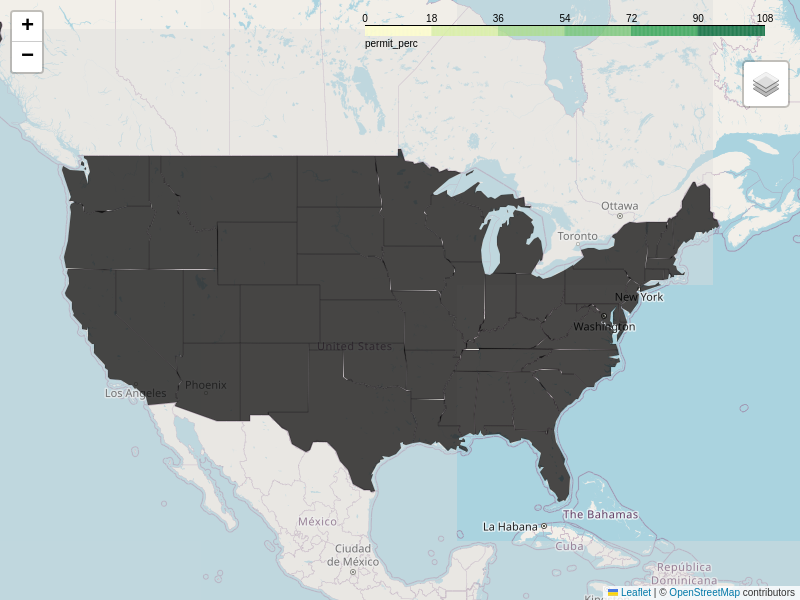 +
−
0 18 36 54 72 90 108
permit_perc
Ottawa
Toronto
New York
Washington
United States
Phoenix
Los Angeles
La Habana
The Bahamas
México
Cuba
Ciudad
de México
República
Dominicana
Leaflet | © OpenStreetMap contributors